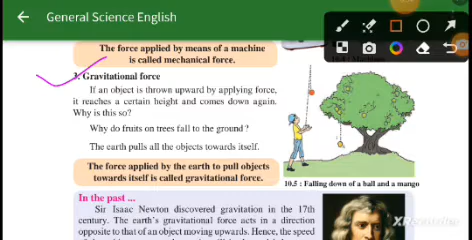 General Science English
The force applied by means of a machine
is called mechanical force.
3. Gravitational force
If an object is thrown upward by applying force,
it reaches a certain height and comes down again.
Why is this so?
Why do fruits on trees fall to the ground ?
The earth pulls all the objects towards itself.
The force applied by the earth to pull objects
towards itself is called gravitational force.
10.5 : Falling down of a ball and a mango
In the past ...
Sir Isaac Newton discovered gravitation in the 17th
century. The earth's gravitational force acts in a direction
opposite to that of an object moving upwards. Hence, the speed
XRecorder